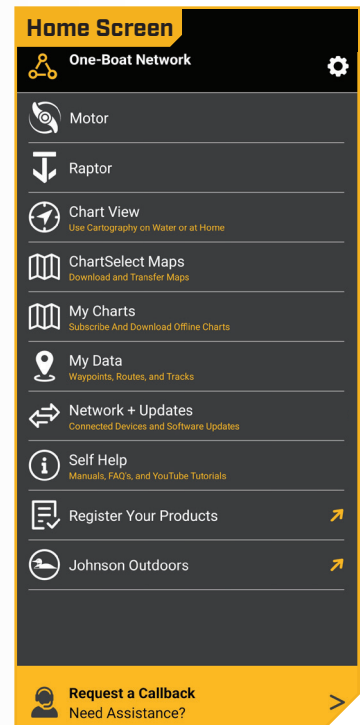 Home Screen
One-Boat Network
Motor
Raptor
Chart View
Use Cartography on Water or at Home
ChartSelect Maps
Download and Transfer Maps
My Charts
Subscribe And Download Offline Charts
My Data
Waypoints, Routes, and Tracks
Network + Updates
Connected Devices and Software Updates
Self Help
Manuals, FAQ's, and YouTube Tutorials
Register Your Products
Johnson Outdoors
Request a Callback
Need Assistance?